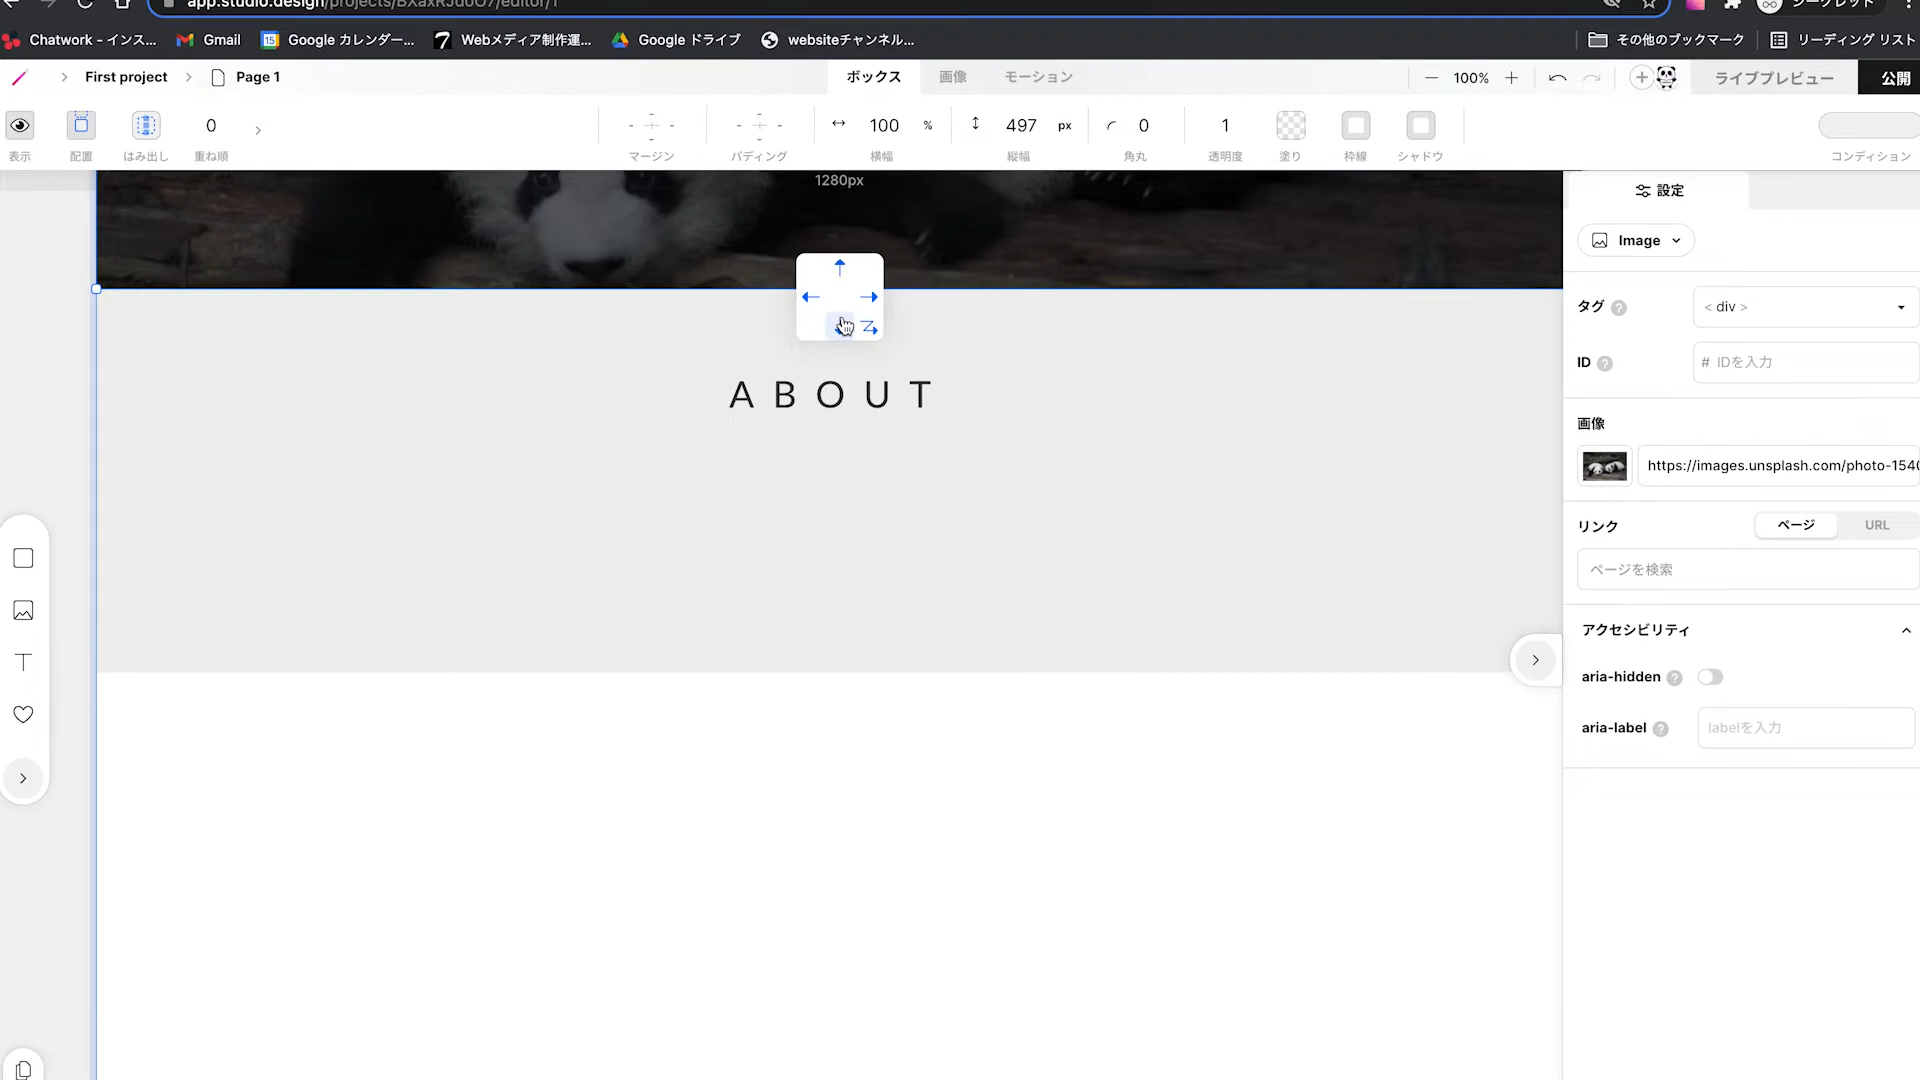 app.studio.design/projects/BXaxRJdoO7/editor/1
シークレット
Chatwork - インス...
Gmail
Google カレンダー...
Webメディア制作運...
Google ドライブ
websiteチャンネル...
その他のブックマーク
リーディング リスト
First project
Page 1
ボックス
画像
モーション
100%
ライブプレビュー
公開
0
100 %
497 px
0
1
表示
配置
はみ出し
重ね順
マージン
パディング
横幅
縦幅
角丸
透明度
塗り
枠線
シャドウ
コンディション
1280px
設定
Image
タグ
< div >
ID
# IDを入力
ABOUT
画像
https://images.unsplash.com/photo-1540
リンク
ページ
URL
ページを検索
アクセシビリティ
aria-hidden
aria-label
labelを入力